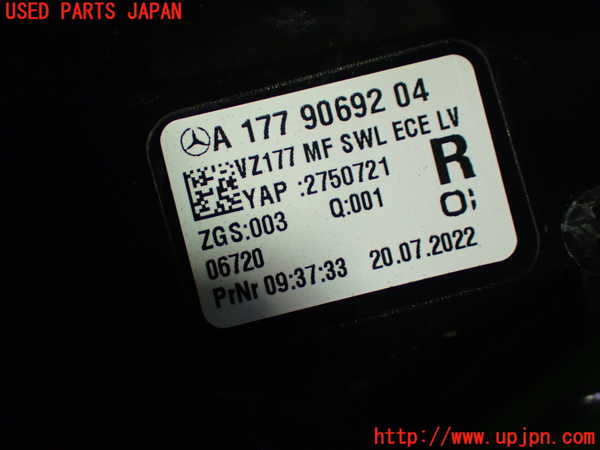 USED PARTS JAPAN
A 177 90692 04
VZ177 MF SWL ECE LV
YAP :2750721
R
ZGS:003 Q:001
O;
06720
PrNr 09:37:33 20.07.2022
http://www.upjpn.com/